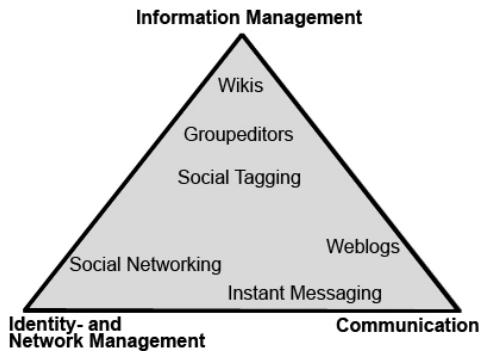 Information Management
Wikis
Groupeditors
Social Tagging
Weblogs
Social Networking
Instant Messaging
Identity- and
Network Management
Communication